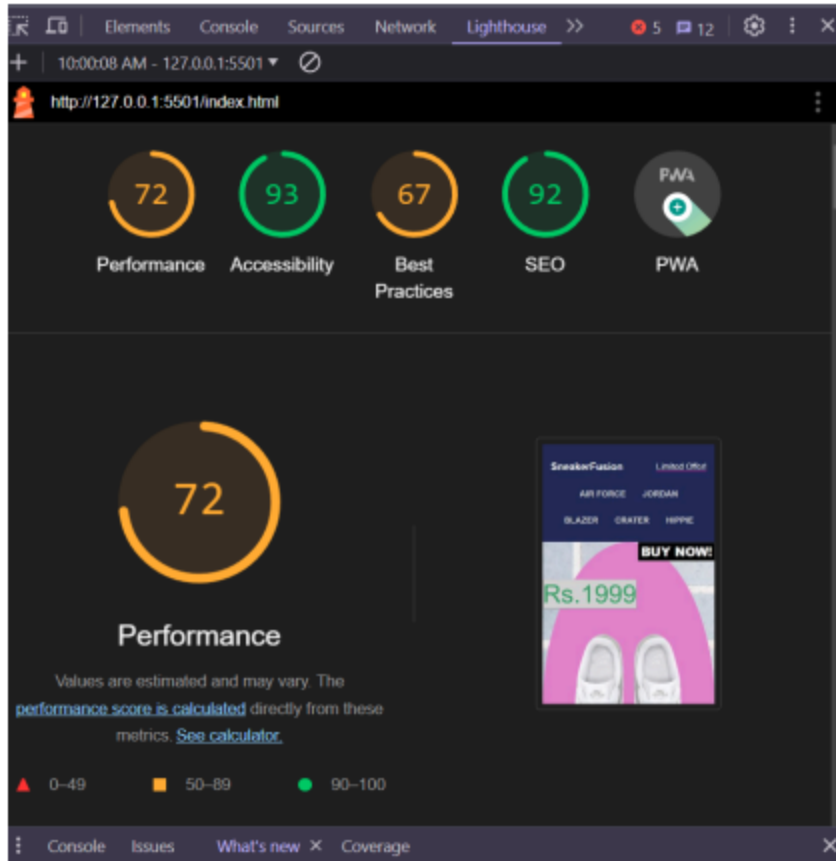 Elements Console Sources Network Lighthouse 5 12
10:00:08 AM - 127.0.0.1:5501
http://127.0.0.1:5501/index.html
72 93 67 92 PWA
Performance Accessibility Best Practices SEO PWA
72
Performance
Values are estimated and may vary. The
performance score is calculated directly from these
metrics. See calculator.
0–49 50–89 90–100
SneakerFusion Limited Offer!
AIR FORCE JORDAN
BLAZER CRATER HIPPIE
BUY NOW!
Rs.1999
Console Issues What's new Coverage